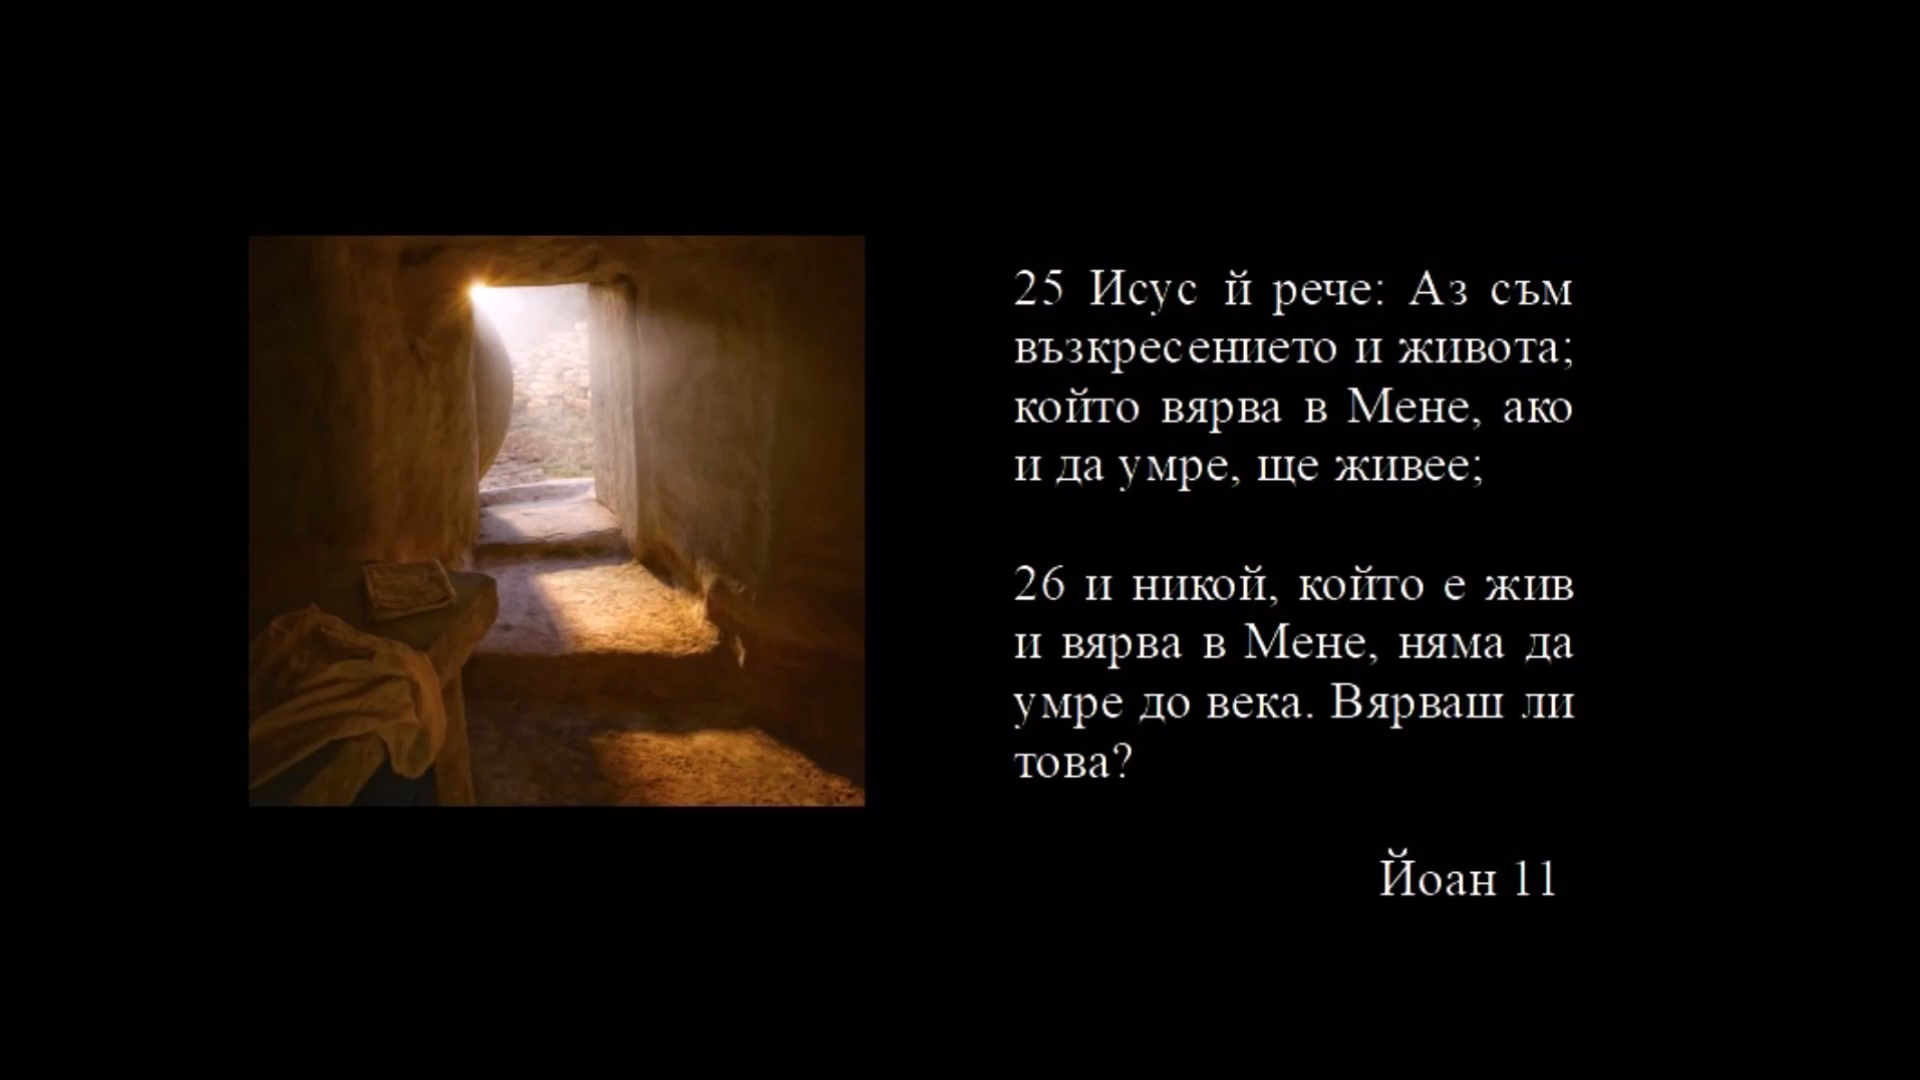 25 Исус й рече: Аз съм
възкресението и живота;
който вярва в Мене, ако
и да умре, ще живее;
26 и никой, който е жив
и вярва в Мене, няма да
умре до века. Вярваш ли
това?
Йоан 11